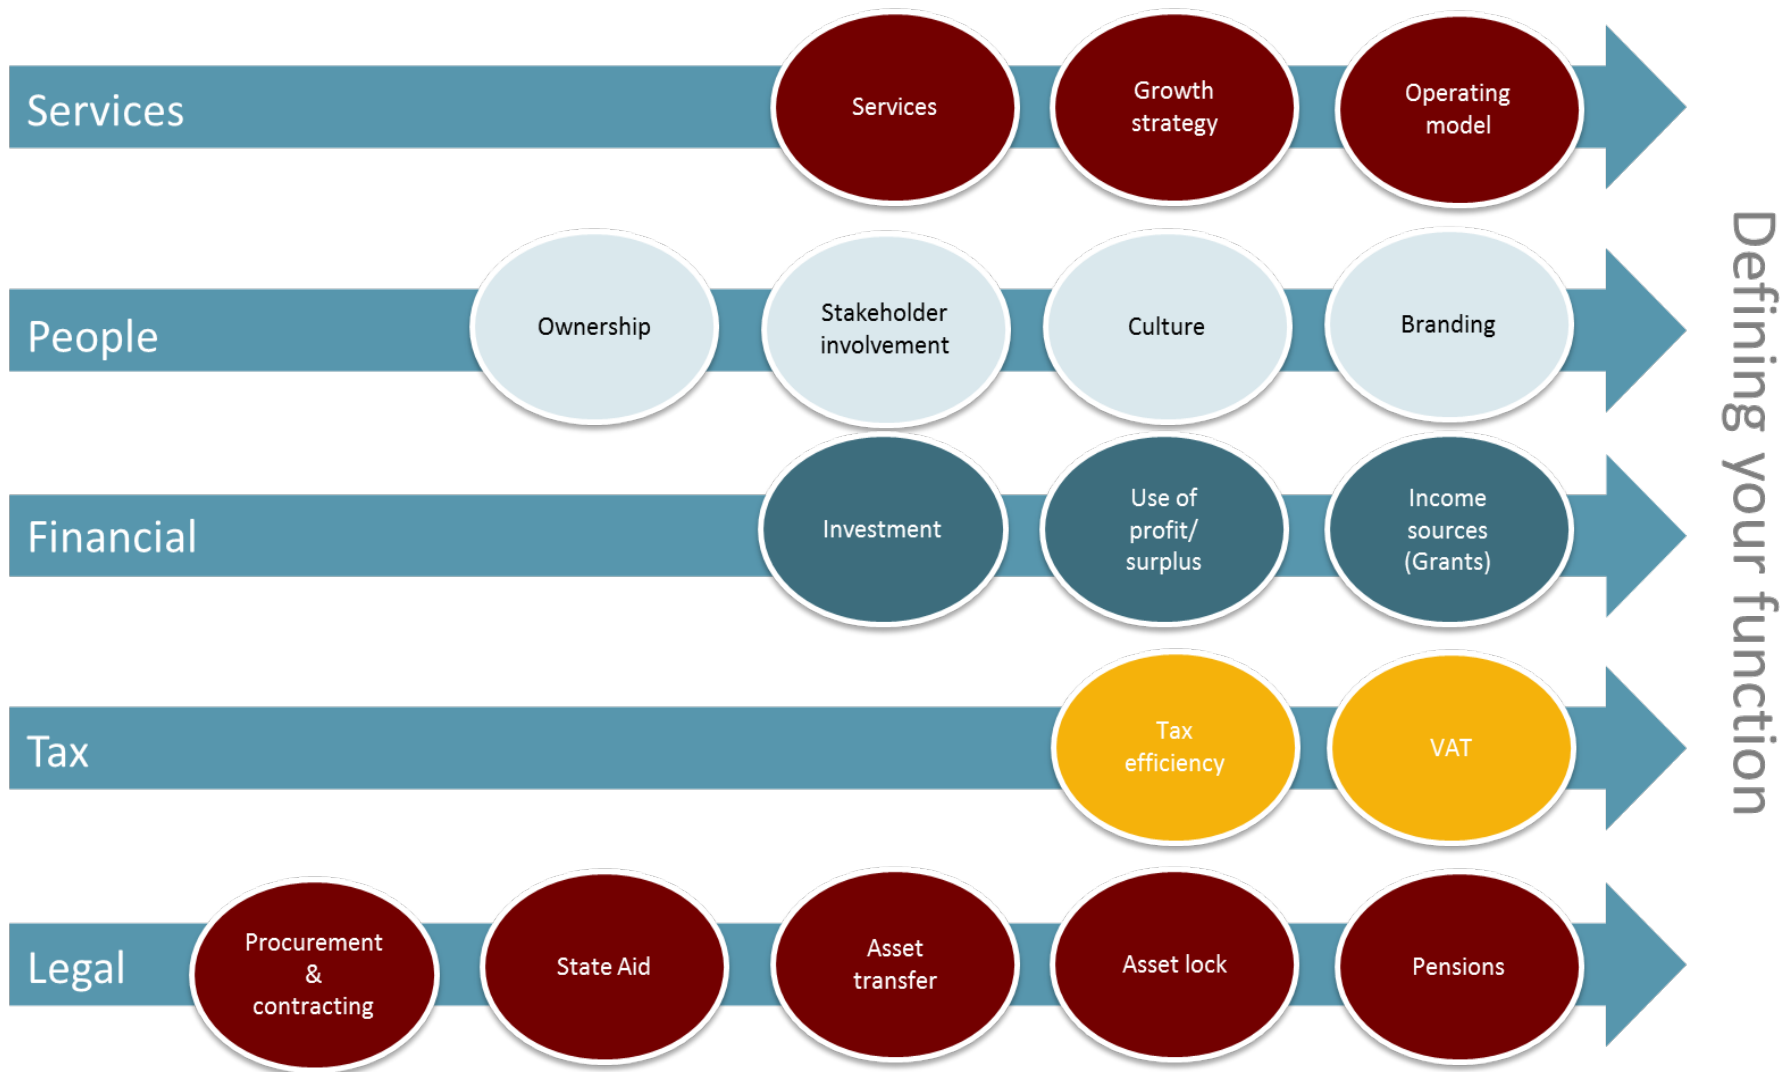 Services
Services
Growth
strategy
Operating
model
People
Ownership
Stakeholder
involvement
Culture
Branding
Financial
Investment
Use of
profit/
surplus
Income
sources
(Grants)
Tax
Tax
efficiency
VAT
Legal
Procurement
&
contracting
State Aid
Asset
transfer
Asset lock
Pensions
Defining your function